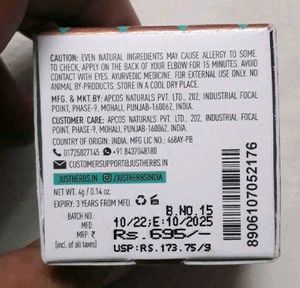 CAUTION: EVEN NATURAL INGREDIENTS MAY CAUSE ALLERGY TO SOME.
TO CHECK, APPLY ON THE BACK OF YOUR ELBOW FOR 15 MINUTES. AVOID
CONTACT WITH EYES. AYURVEDIC MEDICINE. FOR EXTERNAL USE ONLY. NO
ANIMAL BY-PRODUCTS. STORE IN A COOL DRY PLACE.
MFG. & MKT.BY: APCOS NATURALS PVT. LTD., 202, INDUSTRIAL FOCAL
POINT, PHASE-9, MOHALI, PUNJAB-160062, INDIA.
CUSTOMER CARE: APCOS NATURALS PVT. LTD., 202, INDUSTRIAL FOCAL
POINT, PHASE-9, MOHALI, PUNJAB-160062, INDIA.
COUNTRY OF ORIGIN: INDIA. MFG LIC NO.: 468AY-PB
01725027145 +91 8437048188
CUSTOMERSUPPORT@JUSTHERBS.IN
JUSTHERBS.IN /JUSTHERBSINDIA
NET WT. 4g / 0.14 oz.
EXPIRY: 3 YEARS FROM MFG.
BATCH NO.: B.NO.15
MFG: 10/22;E:10/2025
MRP: ₹ Rs.695/-
(incl. of all taxes)
USP:RS.173.75/g
8906107052176